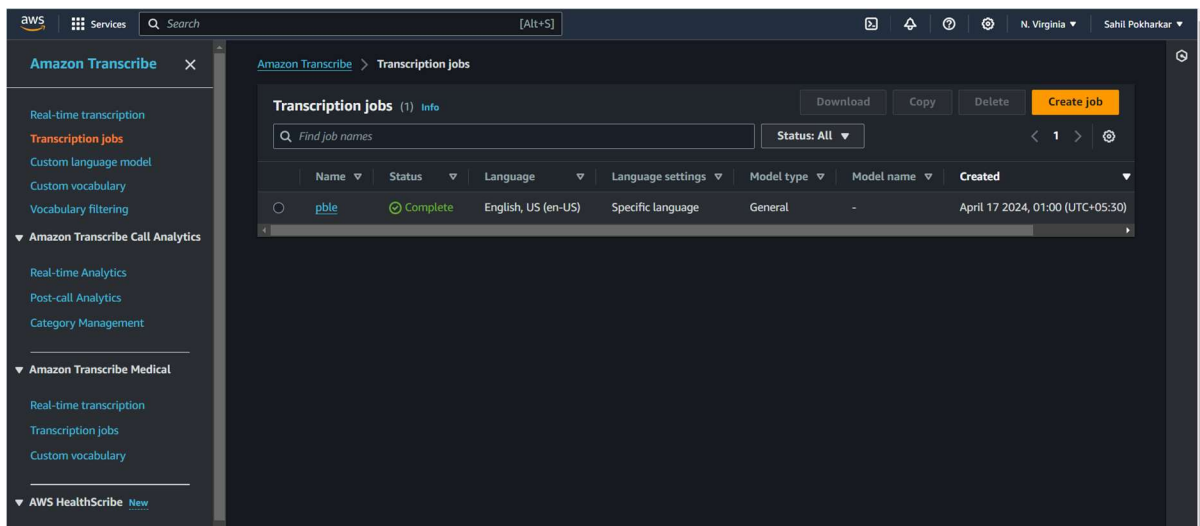 aws Services Search [Alt+S] N. Virginia ▼ Sahil Pokharkar ▼
Amazon Transcribe
Real-time transcription
Transcription jobs
Custom language model
Custom vocabulary
Vocabulary filtering
▼ Amazon Transcribe Call Analytics
Real-time Analytics
Post-call Analytics
Category Management
▼ Amazon Transcribe Medical
Real-time transcription
Transcription jobs
Custom vocabulary
▼ AWS HealthScribe New
Amazon Transcribe > Transcription jobs
Transcription jobs (1) Info Download Copy Delete Create job
Find job names Status: All ▼ < 1 >
Name Status Language Language settings Model type Model name Created
pble Complete English, US (en-US) Specific language General - April 17 2024, 01:00 (UTC+05:30)